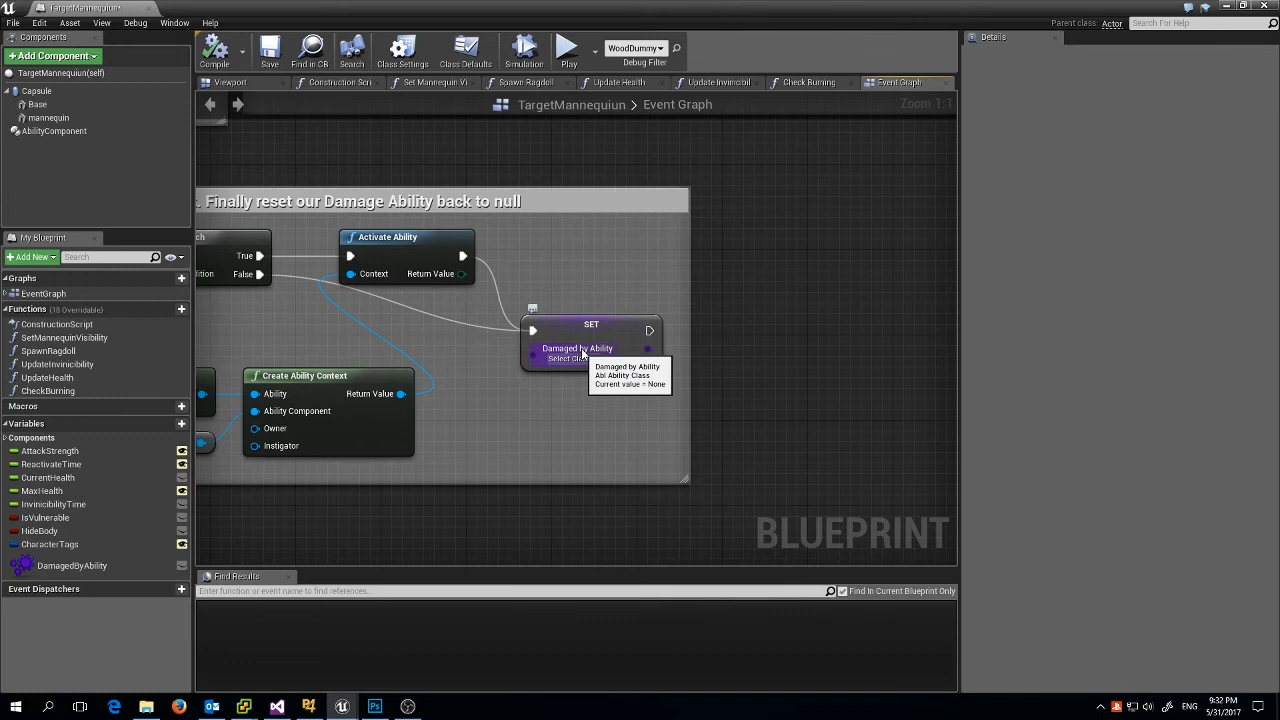 TargetMannequiun*
File Edit Asset View Debug Window Help
Parent class: Actor
Search For Help
Components
Add Component
TargetMannequiun(self)
Capsule
Base
mannequin
AbilityComponent
Compile
Save
Find in CB
Search
Class Settings
Class Defaults
Simulation
Play
WoodDummy
Debug Filter
Details
Viewport
Construction Scri
Set Mannequin Vi
Spawn Ragdoll
Update Health
Update Invincibil
Check Burning
Event Graph
TargetMannequiun > Event Graph
Zoom 1:1
. Finally reset our Damage Ability back to null
True
False
Activate Ability
Context
Return Value
SET
Damaged by Ability
Damaged by Ability
Abl Ability Class
Current value = None
Create Ability Context
Ability
Return Value
Ability Component
Owner
Instigator
BLUEPRINT
My Blueprint
Add New
Search
Graphs
EventGraph
Functions (18 Overridable)
ConstructionScript
SetMannequinVisibility
SpawnRagdoll
UpdateInvincibility
UpdateHealth
CheckBurning
Macros
Variables
Components
AttackStrength
ReactivateTime
CurrentHealth
MaxHealth
InvinicibilityTime
IsVulnerable
HideBody
CharacterTags
DamagedByAbility
Event Dispatchers
Find Results
Enter function or event name to find references...
Find In Current Blueprint Only
ENG
9:32 PM
5/31/2017